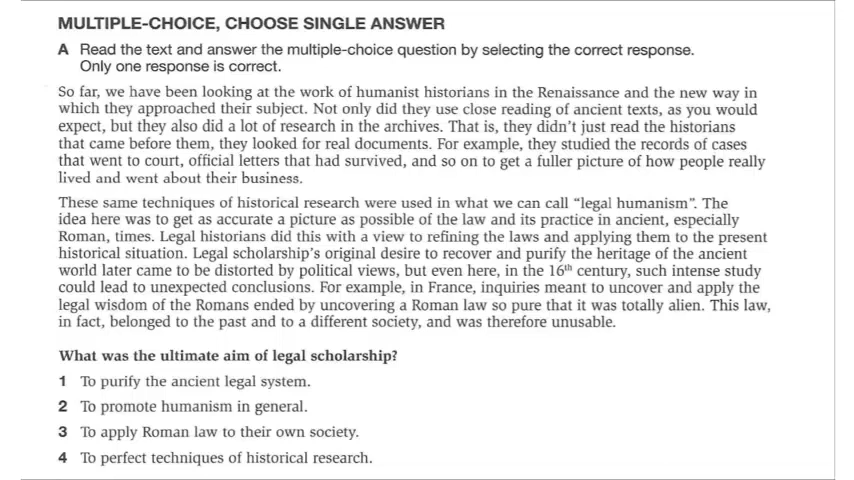 MULTIPLE-CHOICE, CHOOSE SINGLE ANSWER
A Read the text and answer the multiple-choice question by selecting the correct response.
Only one response is correct.
So far, we have been looking at the work of humanist historians in the Renaissance and the new way in
which they approached their subject. Not only did they use close reading of ancient texts, as you would
expect, but they also did a lot of research in the archives. That is, they didn't just read the historians
that came before them, they looked for real documents. For example, they studied the records of cases
that went to court, official letters that had survived, and so on to get a fuller picture of how people really
lived and went about their business.
These same techniques of historical research were used in what we can call “legal humanism”. The
idea here was to get as accurate a picture as possible of the law and its practice in ancient, especially
Roman, times. Legal historians did this with a view to refining the laws and applying them to the present
historical situation. Legal scholarship's original desire to recover and purify the heritage of the ancient
world later came to be distorted by political views, but even here, in the 16th century, such intense study
could lead to unexpected conclusions. For example, in France, inquiries meant to uncover and apply the
legal wisdom of the Romans ended by uncovering a Roman law so pure that it was totally alien. This law,
in fact, belonged to the past and to a different society, and was therefore unusable.
What was the ultimate aim of legal scholarship?
1 To purify the ancient legal system.
2 To promote humanism in general.
3 To apply Roman law to their own society.
4 To perfect techniques of historical research.